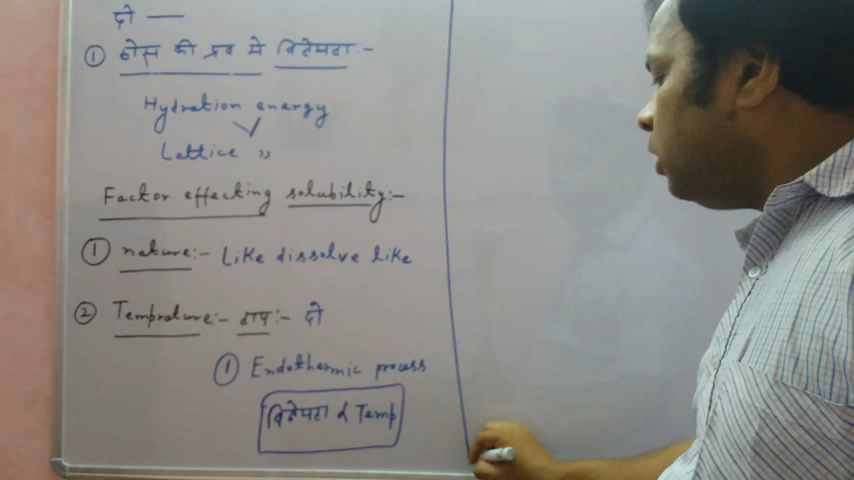 दो —
① ठोस की द्रव में विलेयता :-
Hydration energy
Lattice "
Factor effecting solubility:-
① nature:- Like dissolve like
② Temprature:- ताप:- दो
① Endothermic process
विलेयता α Temp